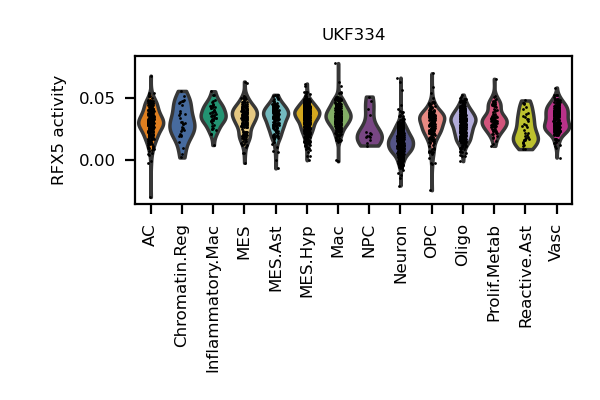 UKF334
RFX5 activity
0.05
0.00
AC
Chromatin.Reg
Inflammatory.Mac
MES
MES.Ast
MES.Hyp
Mac
NPC
Neuron
OPC
Oligo
Prolif.Metab
Reactive.Ast
Vasc